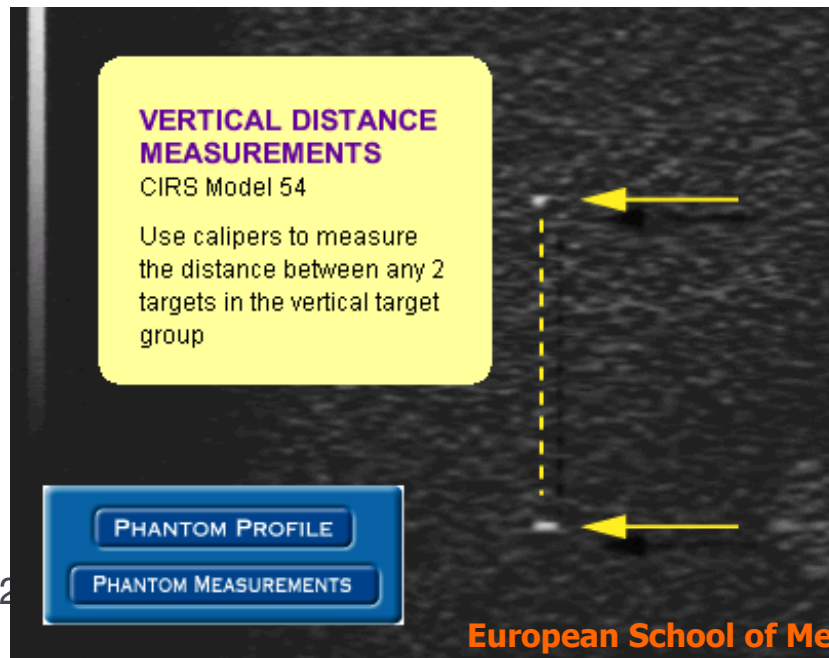 VERTICAL DISTANCE
MEASUREMENTS
CIRS Model 54
Use calipers to measure
the distance between any 2
targets in the vertical target
group
PHANTOM PROFILE
PHANTOM MEASUREMENTS
2
European School of Me